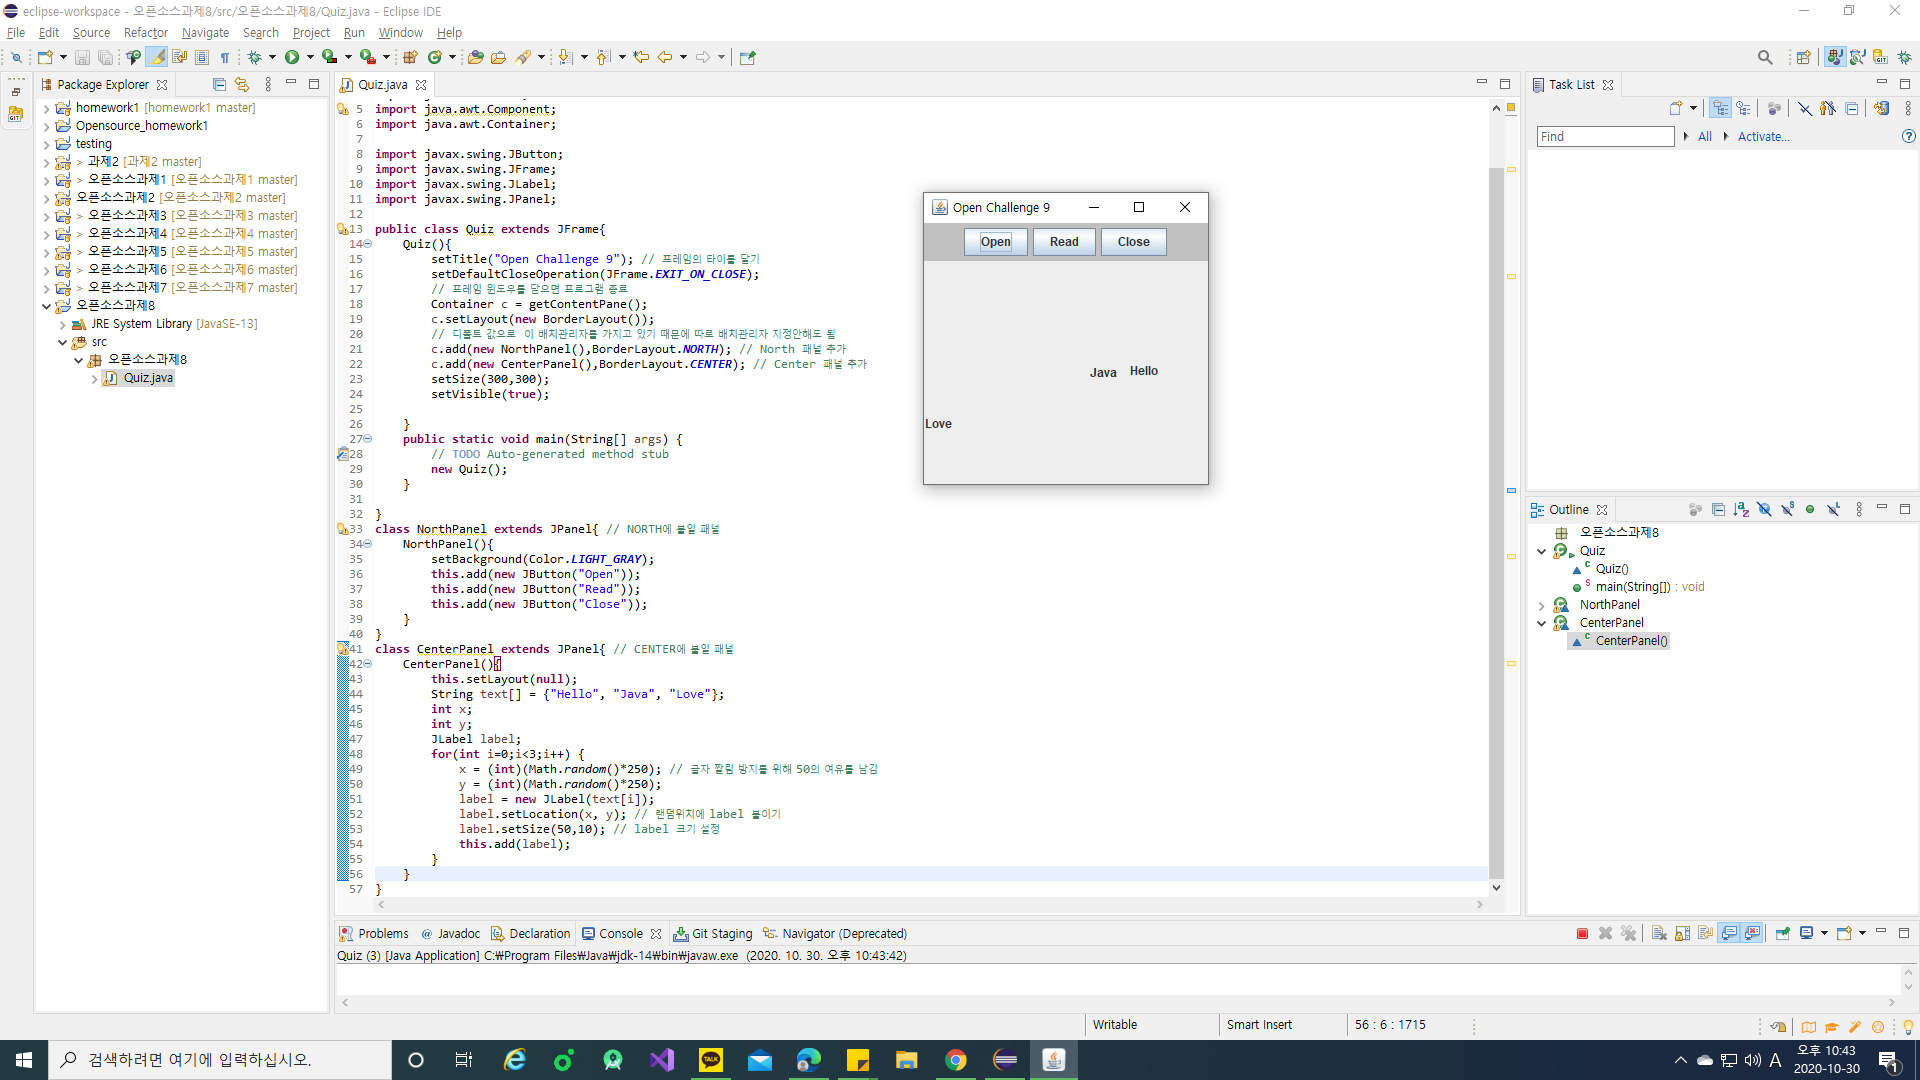 eclipse-workspace - 오픈소스과제8/src/오픈소스과제8/Quiz.java - Eclipse IDE
File Edit Source Refactor Navigate Search Project Run Window Help
Package Explorer
homework1 [homework1 master]
Opensource_homework1
testing
> 과제2 [과제2 master]
> 오픈소스과제1 [오픈소스과제1 master]
오픈소스과제2 [오픈소스과제2 master]
> 오픈소스과제3 [오픈소스과제3 master]
> 오픈소스과제4 [오픈소스과제4 master]
> 오픈소스과제5 [오픈소스과제5 master]
> 오픈소스과제6 [오픈소스과제6 master]
> 오픈소스과제7 [오픈소스과제7 master]
오픈소스과제8
JRE System Library [JavaSE-13]
src
오픈소스과제8
Quiz.java
Quiz.java
5 import java.awt.Component;
6 import java.awt.Container;
7
8 import javax.swing.JButton;
9 import javax.swing.JFrame;
10 import javax.swing.JLabel;
11 import javax.swing.JPanel;
12
13 public class Quiz extends JFrame{
14 Quiz(){
15 setTitle("Open Challenge 9"); // 프레임의 타이틀 달기
16 setDefaultCloseOperation(JFrame.EXIT_ON_CLOSE);
17 // 프레임 윈도우를 닫으면 프로그램 종료
18 Container c = getContentPane();
19 c.setLayout(new BorderLayout());
20 // 디폴트 값으로 이 배치관리자를 가지고 있기 때문에 따로 배치관리자 지정안해도 됨
21 c.add(new NorthPanel(),BorderLayout.NORTH); // North 패널 추가
22 c.add(new CenterPanel(),BorderLayout.CENTER); // Center 패널 추가
23 setSize(300,300);
24 setVisible(true);
25
26 }
27 public static void main(String[] args) {
28 // TODO Auto-generated method stub
29 new Quiz();
30 }
31
32 }
33 class NorthPanel extends JPanel{ // NORTH에 붙일 패널
34 NorthPanel(){
35 setBackground(Color.LIGHT_GRAY);
36 this.add(new JButton("Open"));
37 this.add(new JButton("Read"));
38 this.add(new JButton("Close"));
39 }
40 }
41 class CenterPanel extends JPanel{ // CENTER에 붙일 패널
42 CenterPanel(){
43 this.setLayout(null);
44 String text[] = {"Hello", "Java", "Love"};
45 int x;
46 int y;
47 JLabel label;
48 for(int i=0;i<3;i++) {
49 x = (int)(Math.random()*250); // 글자 짤림 방지를 위해 50의 여유를 남김
50 y = (int)(Math.random()*250);
51 label = new JLabel(text[i]);
52 label.setLocation(x, y); // 랜덤위치에 label 붙이기
53 label.setSize(50,10); // label 크기 설정
54 this.add(label);
55 }
56 }
57 }
Open Challenge 9
Open Read Close
Java Hello
Love
Task List
Find All Activate...
Outline
오픈소스과제8
Quiz
Quiz()
main(String[]) : void
NorthPanel
CenterPanel
CenterPanel()
Problems @ Javadoc Declaration Console Git Staging Navigator (Deprecated)
Quiz (3) [Java Application] C:₩Program Files₩Java₩jdk-14₩bin₩javaw.exe (2020. 10. 30. 오후 10:43:42)
Writable Smart Insert 56 : 6 : 1715
검색하려면 여기에 입력하십시오.
TALK
A
오후 10:43
2020-10-30
1